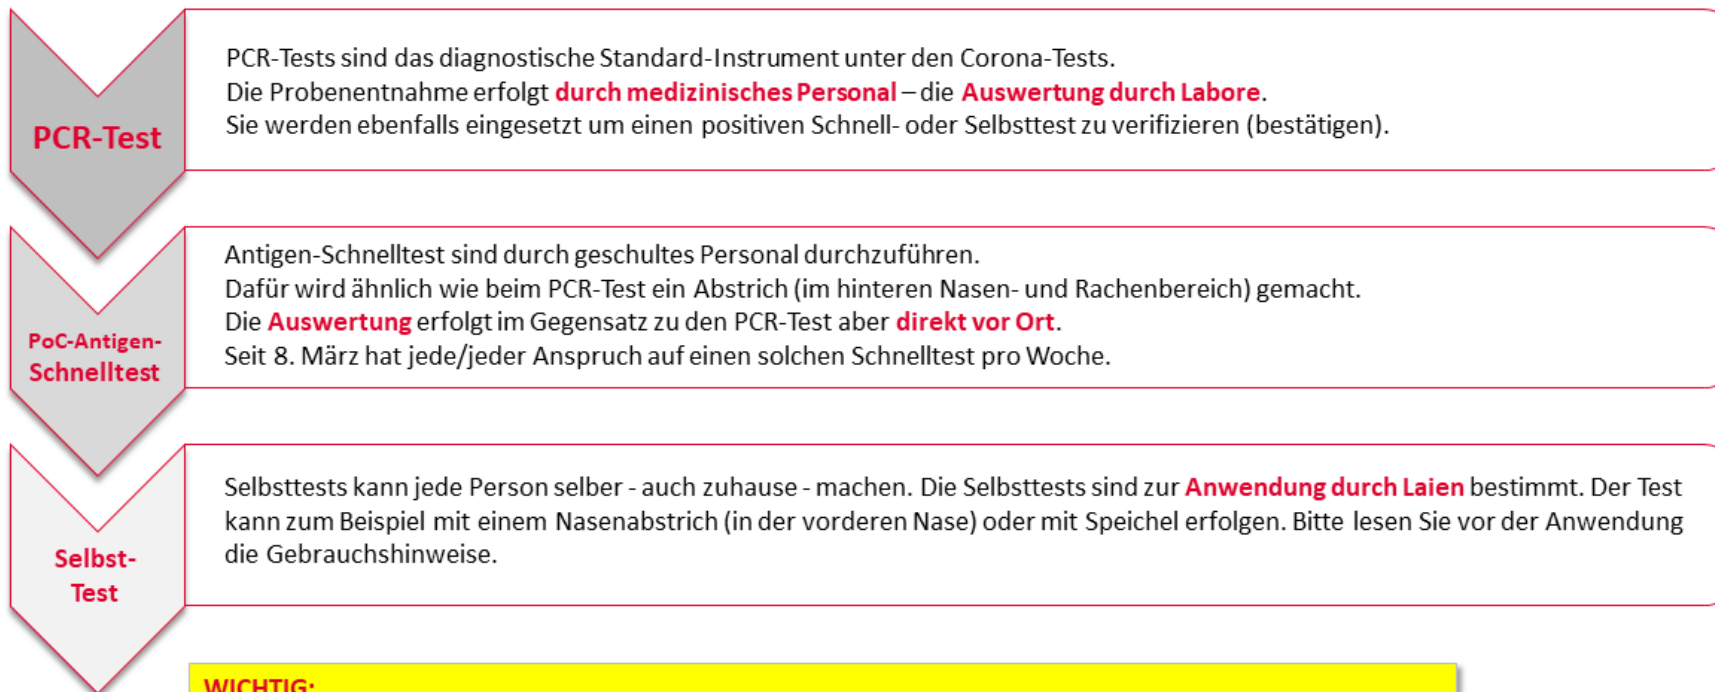 PCR-Test
PCR-Tests sind das diagnostische Standard-Instrument unter den Corona-Tests.
Die Probenentnahme erfolgt durch medizinisches Personal – die Auswertung durch Labore.
Sie werden ebenfalls eingesetzt um einen positiven Schnell- oder Selbsttest zu verifizieren (bestätigen).
PoC-Antigen-
Schnelltest
Antigen-Schnelltest sind durch geschultes Personal durchzuführen.
Dafür wird ähnlich wie beim PCR-Test ein Abstrich (im hinteren Nasen- und Rachenbereich) gemacht.
Die Auswertung erfolgt im Gegensatz zu den PCR-Test aber direkt vor Ort.
Seit 8. März hat jede/jeder Anspruch auf einen solchen Schnelltest pro Woche.
Selbst-
Test
Selbsttests kann jede Person selber - auch zuhause - machen. Die Selbsttests sind zur Anwendung durch Laien bestimmt. Der Test
kann zum Beispiel mit einem Nasenabstrich (in der vorderen Nase) oder mit Speichel erfolgen. Bitte lesen Sie vor der Anwendung
die Gebrauchshinweise.
WICHTIG: